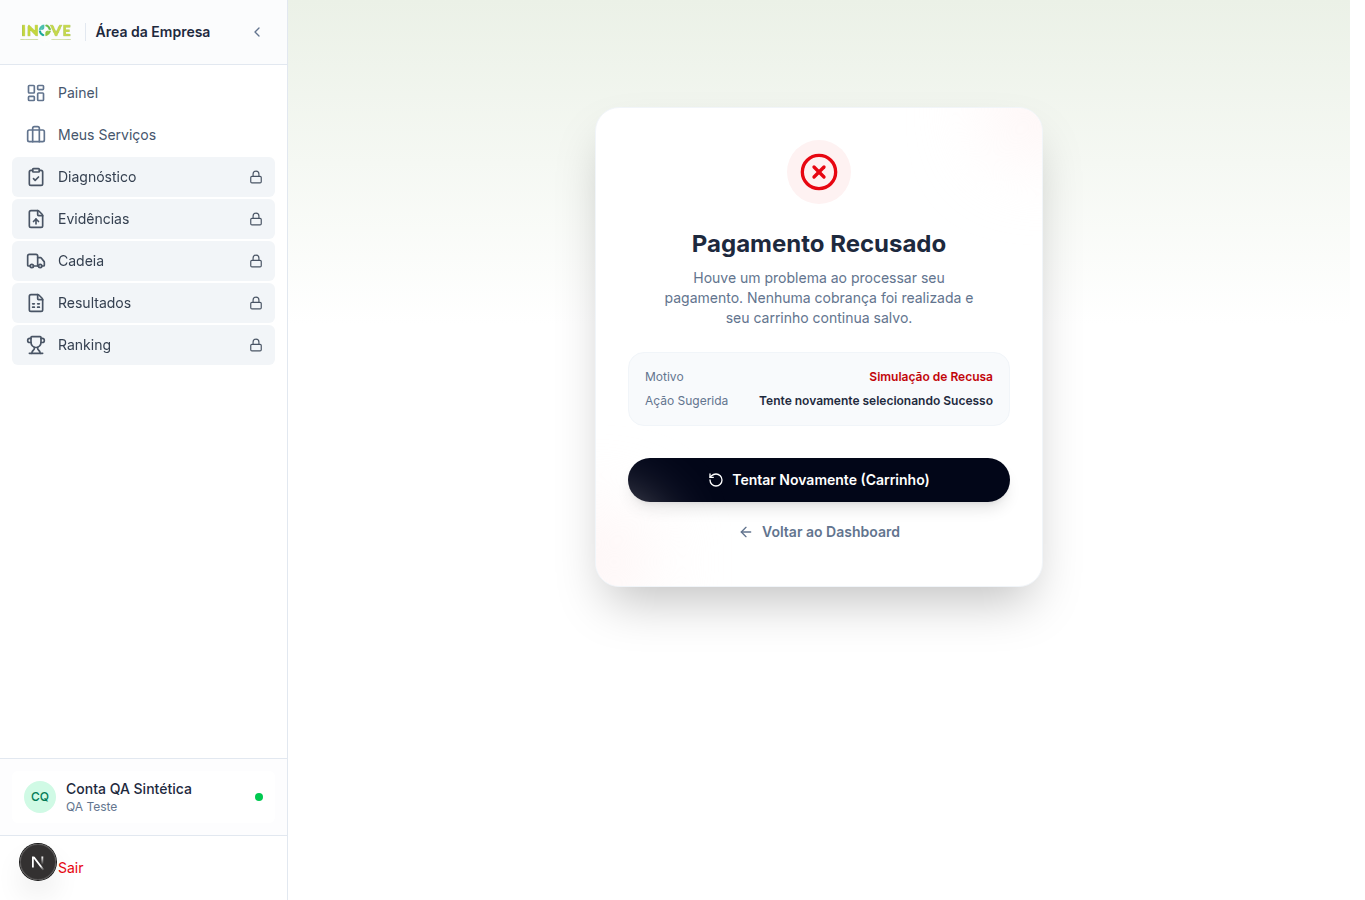 INOVE
Área da Empresa
Painel
Meus Serviços
Diagnóstico
Evidências
Cadeia
Resultados
Ranking
Conta QA Sintética
CQ
QA Teste
N
Sair
Pagamento Recusado
Houve um problema ao processar seu
pagamento. Nenhuma cobrança foi realizada e
seu carrinho continua salvo.
Motivo
Simulação de Recusa
Ação Sugerida
Tente novamente selecionando Sucesso
Tentar Novamente (Carrinho)
Voltar ao Dashboard